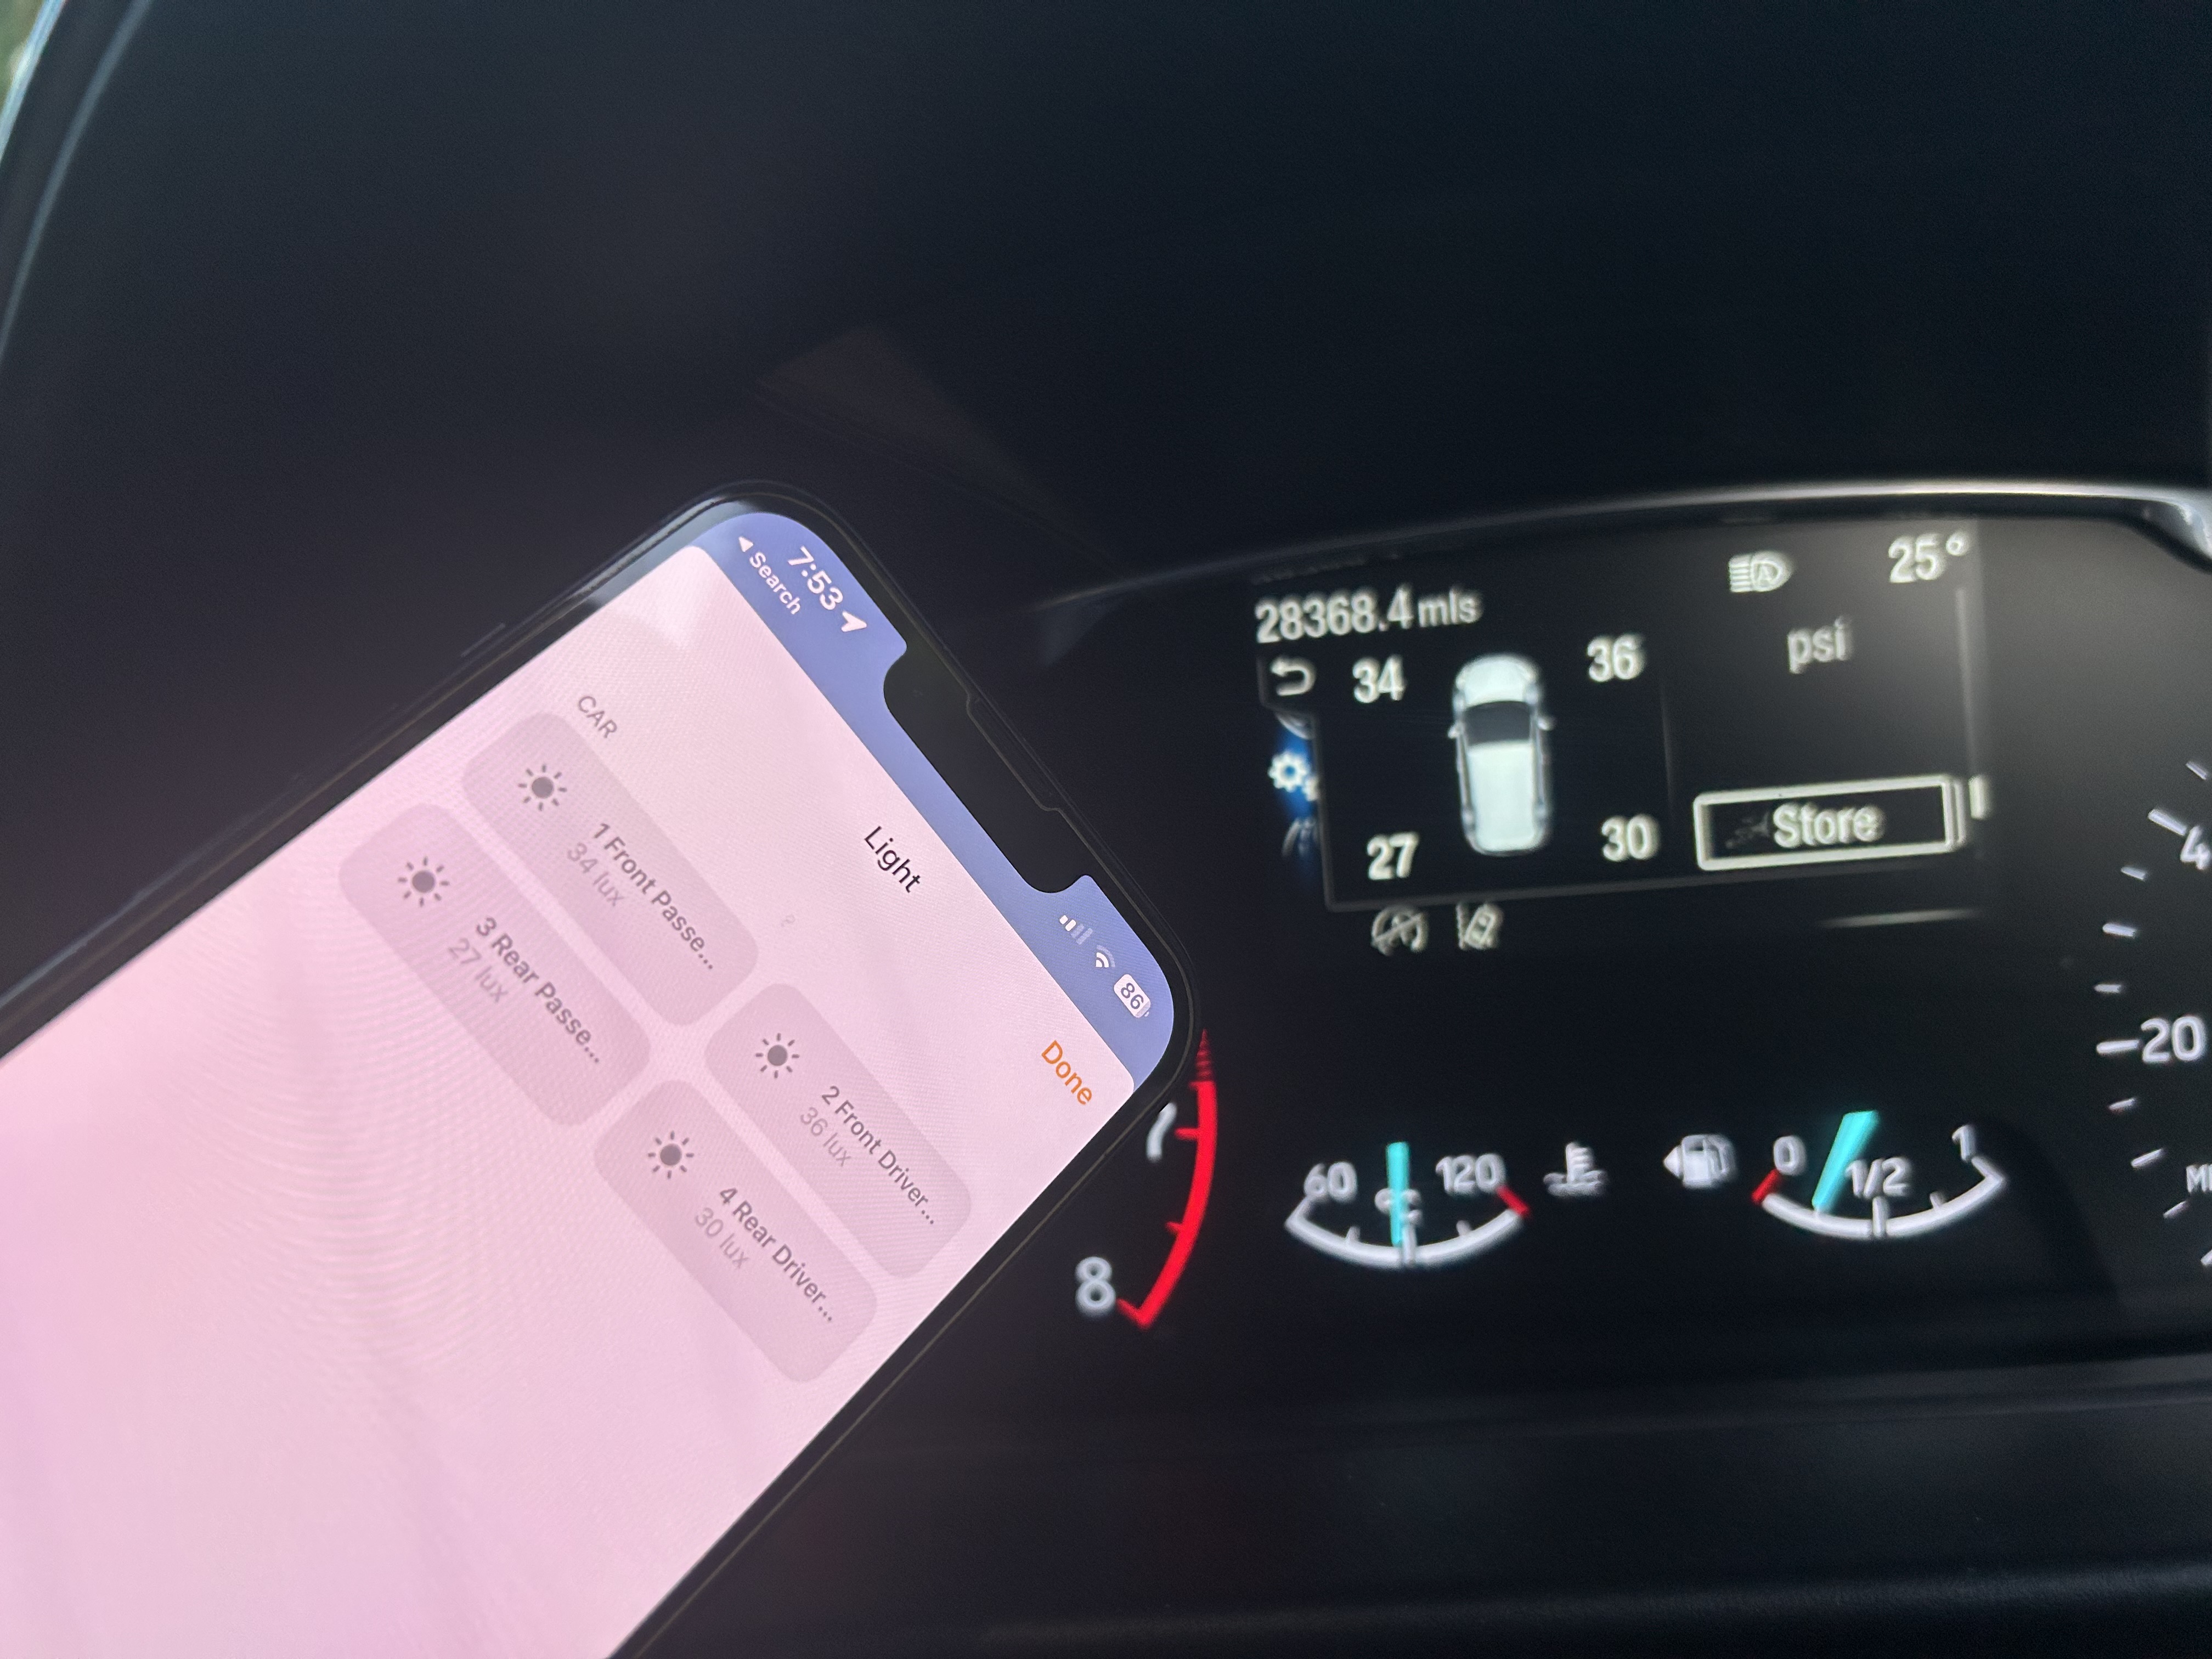 7:53
◀ Search
86
Light
Done
CAR
1 Front Passe...
34 lux
2 Front Driver...
36 lux
3 Rear Passe...
27 lux
4 Rear Driver...
30 lux
25°
28368.4 mls
34
36
psi
27
30
Store
20
7
8
60
120
0
1/2
1